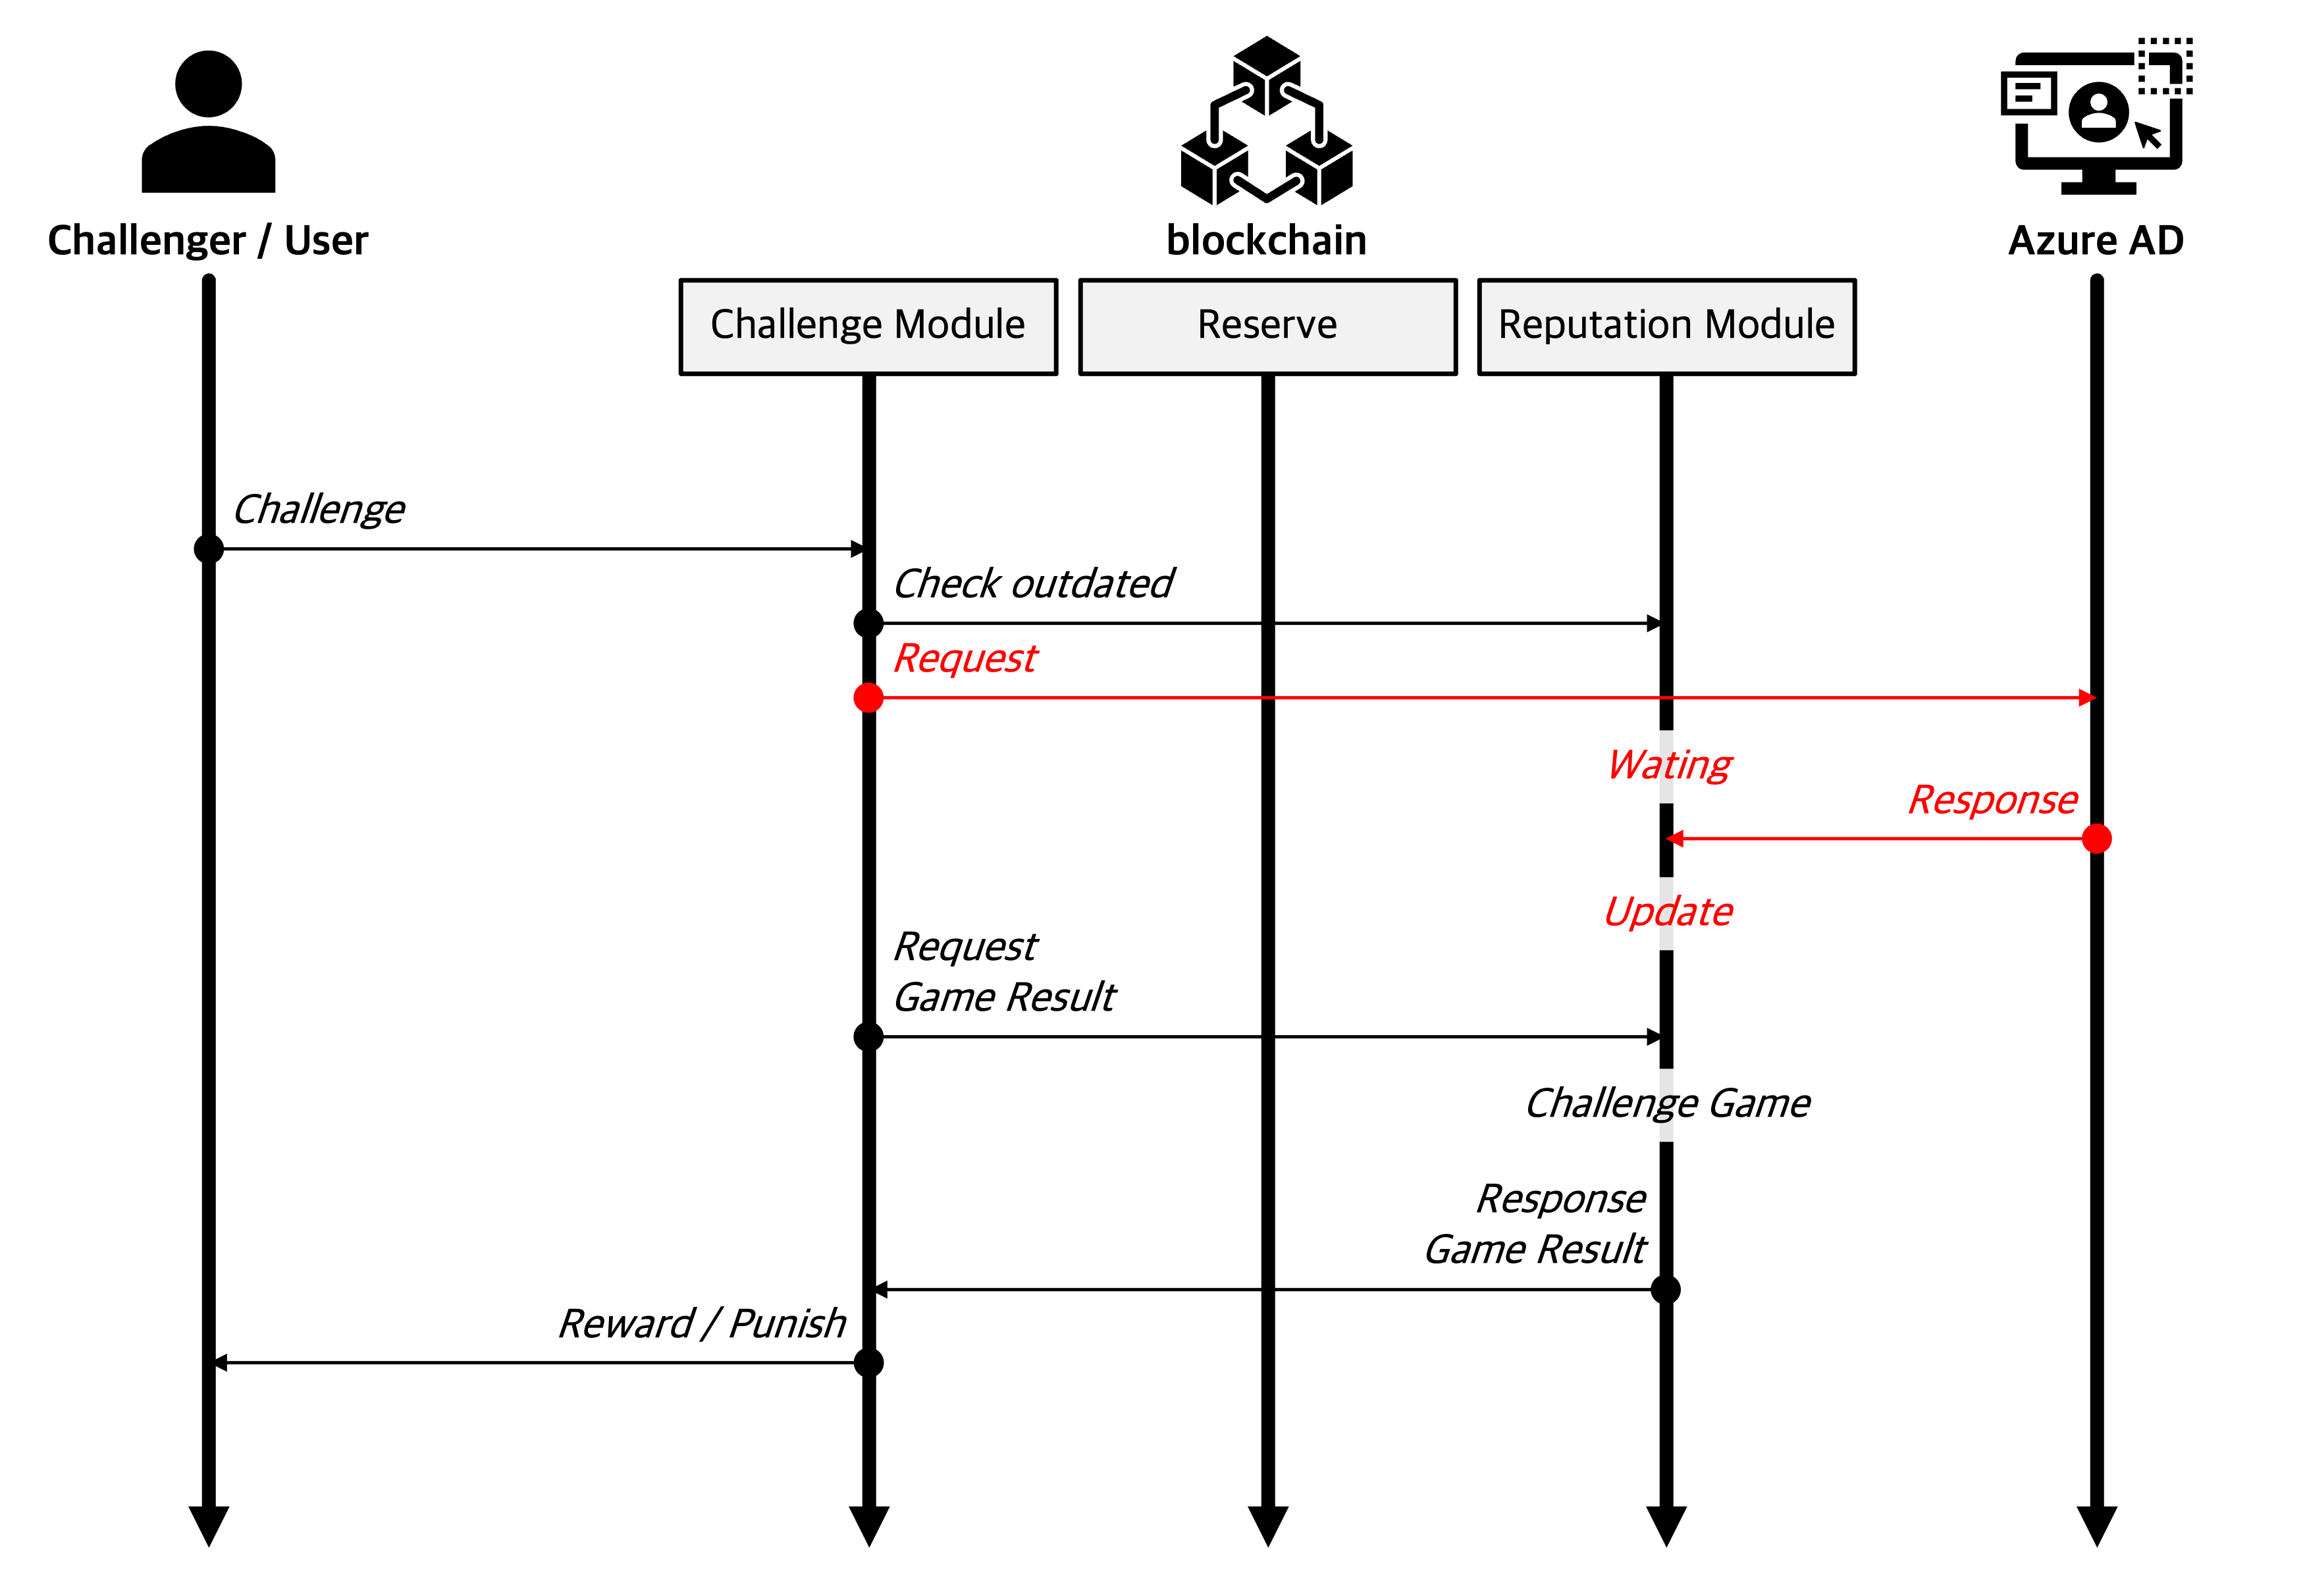 Challenger / User
blockchain
Azure AD
Challenge Module
Reserve
Reputation Module
Challenge
Check outdated
Request
Wating
Response
Update
Request
Game Result
Challenge Game
Response
Game Result
Reward / Punish